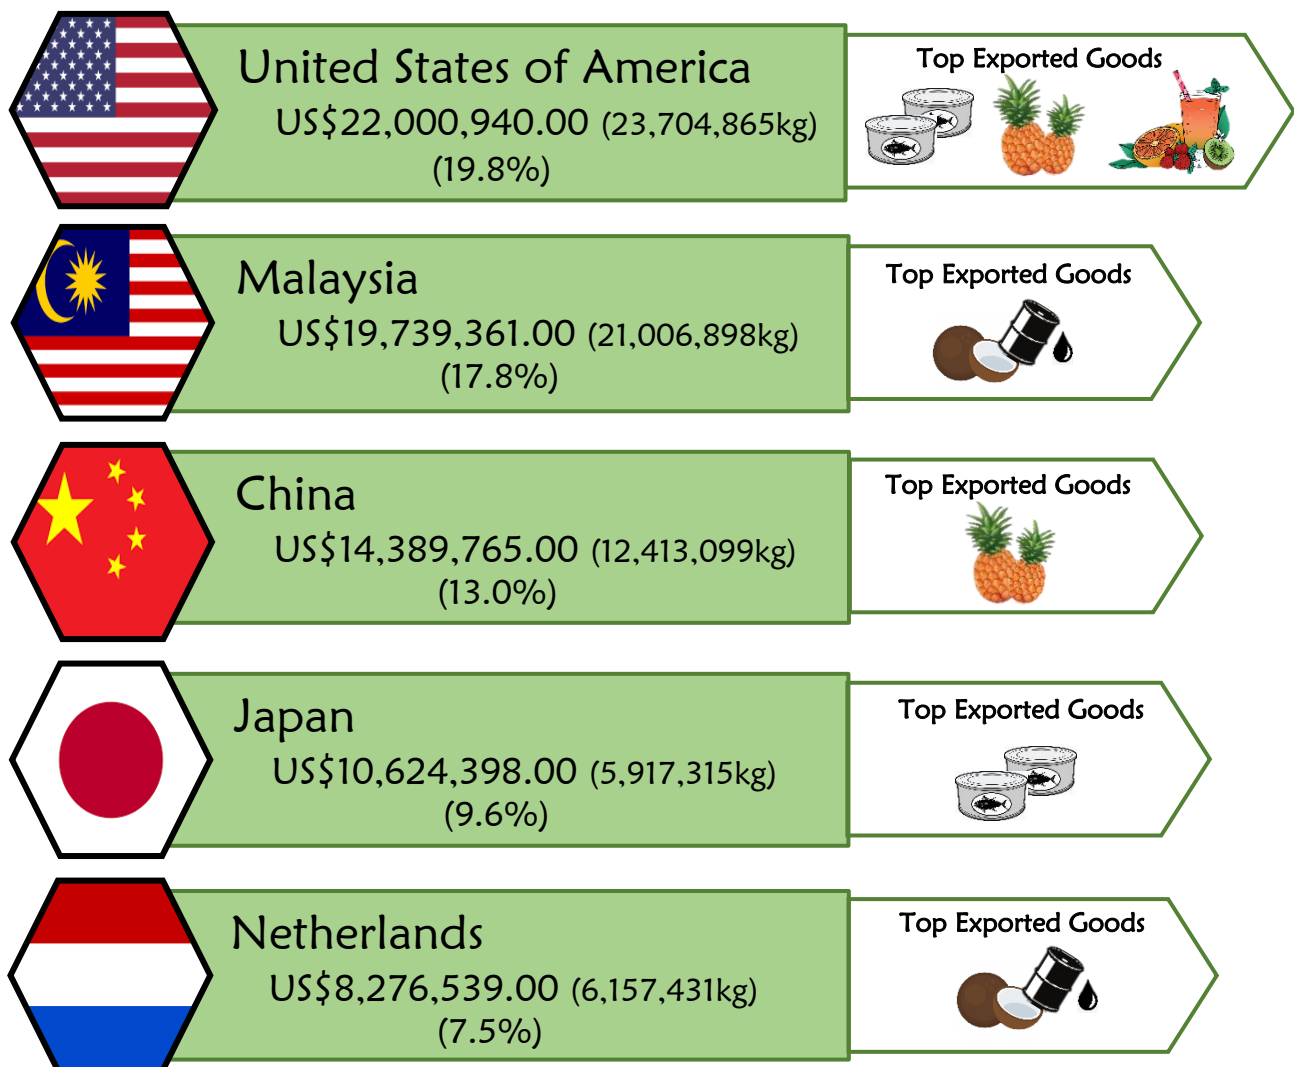 United States of America
US$22,000,940.00 (23,704,865kg)
(19.8%)
Top Exported Goods
Malaysia
US$19,739,361.00 (21,006,898kg)
(17.8%)
Top Exported Goods
China
US$14,389,765.00 (12,413,099kg)
(13.0%)
Top Exported Goods
Japan
US$10,624,398.00 (5,917,315kg)
(9.6%)
Top Exported Goods
Netherlands
US$8,276,539.00 (6,157,431kg)
(7.5%)
Top Exported Goods